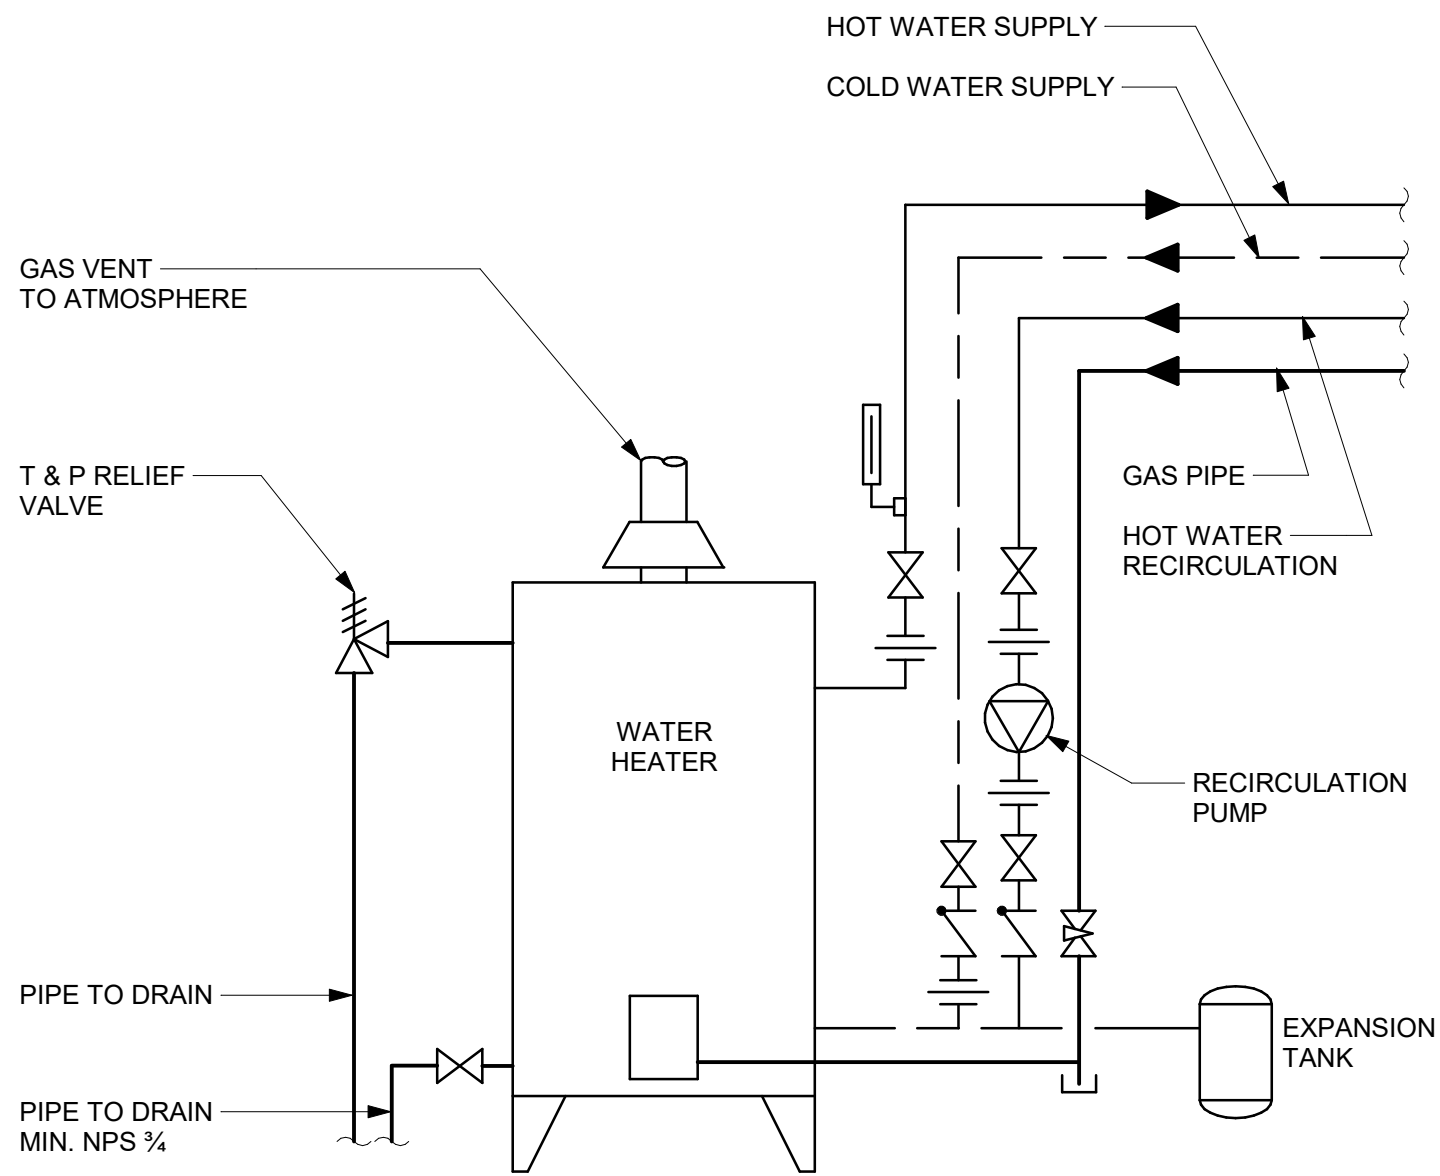 HOT WATER SUPPLY
COLD WATER SUPPLY
GAS VENT
TO ATMOSPHERE
T & P RELIEF
VALVE
GAS PIPE
HOT WATER
RECIRCULATION
WATER
HEATER
RECIRCULATION
PUMP
PIPE TO DRAIN
EXPANSION
TANK
PIPE TO DRAIN
MIN. NPS ¾